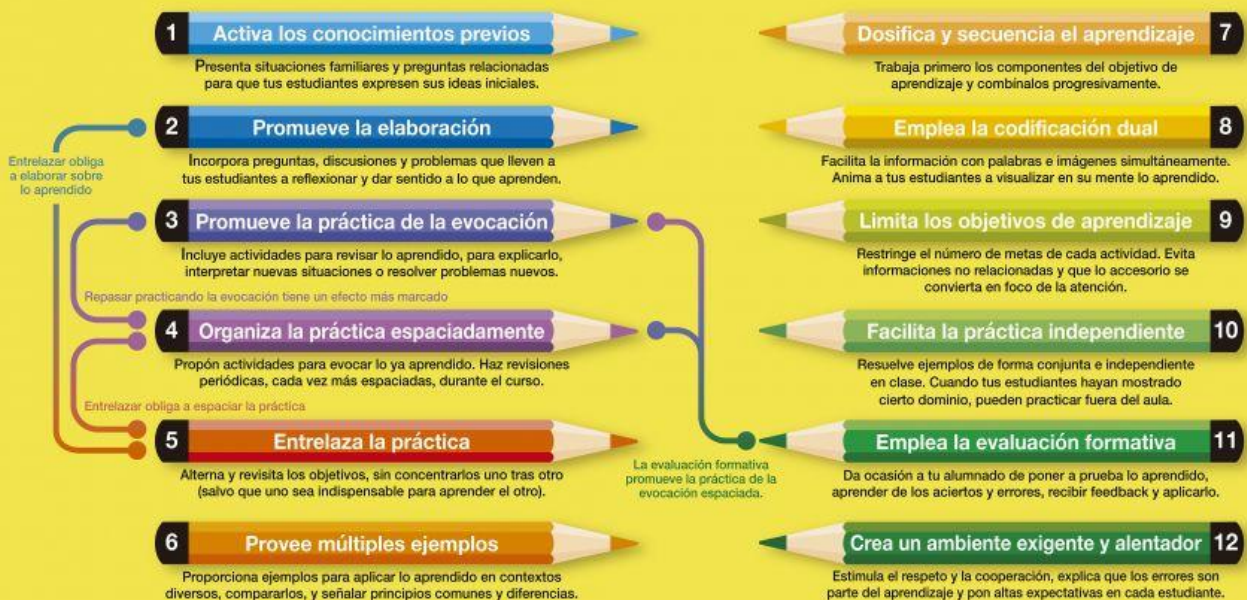 1 Activa los conocimientos previos
Presenta situaciones familiares y preguntas relacionadas
para que tus estudiantes expresen sus ideas iniciales.
2 Promueve la elaboración
Incorpora preguntas, discusiones y problemas que lleven a
tus estudiantes a reflexionar y dar sentido a lo que aprenden.
Entrelazar obliga
a elaborar sobre
lo aprendido
3 Promueve la práctica de la evocación
Incluye actividades para revisar lo aprendido, para explicarlo,
interpretar nuevas situaciones o resolver problemas nuevos.
Repasar practicando la evocación tiene un efecto más marcado
4 Organiza la práctica espaciadamente
Propón actividades para evocar lo ya aprendido. Haz revisiones
periódicas, cada vez más espaciadas, durante el curso.
Entrelazar obliga a espaciar la práctica
5 Entrelaza la práctica
Alterna y revisita los objetivos, sin concentrarlos uno tras otro
(salvo que uno sea indispensable para aprender el otro).
6 Provee múltiples ejemplos
Proporciona ejemplos para aplicar lo aprendido en contextos
diversos, compararlos, y señalar principios comunes y diferencias.
Dosifica y secuencia el aprendizaje 7
Trabaja primero los componentes del objetivo de
aprendizaje y combínalos progresivamente.
Emplea la codificación dual 8
Facilita la información con palabras e imágenes simultáneamente.
Anima a tus estudiantes a visualizar en su mente lo aprendido.
Limita los objetivos de aprendizaje 9
Restringe el número de metas de cada actividad. Evita
informaciones no relacionadas y que lo accesorio se
convierta en foco de la atención.
Facilita la práctica independiente 10
Resuelve ejemplos de forma conjunta e independiente
en clase. Cuando tus estudiantes hayan mostrado
cierto dominio, pueden practicar fuera del aula.
Emplea la evaluación formativa 11
Da ocasión a tu alumnado de poner a prueba lo aprendido,
aprender de los aciertos y errores, recibir feedback y aplicarlo.
La evaluación formativa
promueve la práctica de la
evocación espaciada.
Crea un ambiente exigente y alentador 12
Estimula el respeto y la cooperación, explica que los errores son
parte del aprendizaje y pon altas expectativas en cada estudiante.